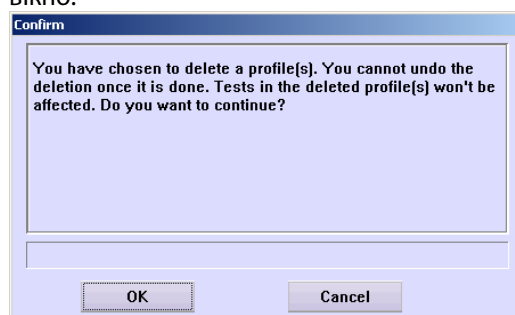 вікно.
Confirm
You have chosen to delete a profile(s). You cannot undo the
deletion once it is done. Tests in the deleted profile(s) won't be
affected. Do you want to continue?
OK
Cancel